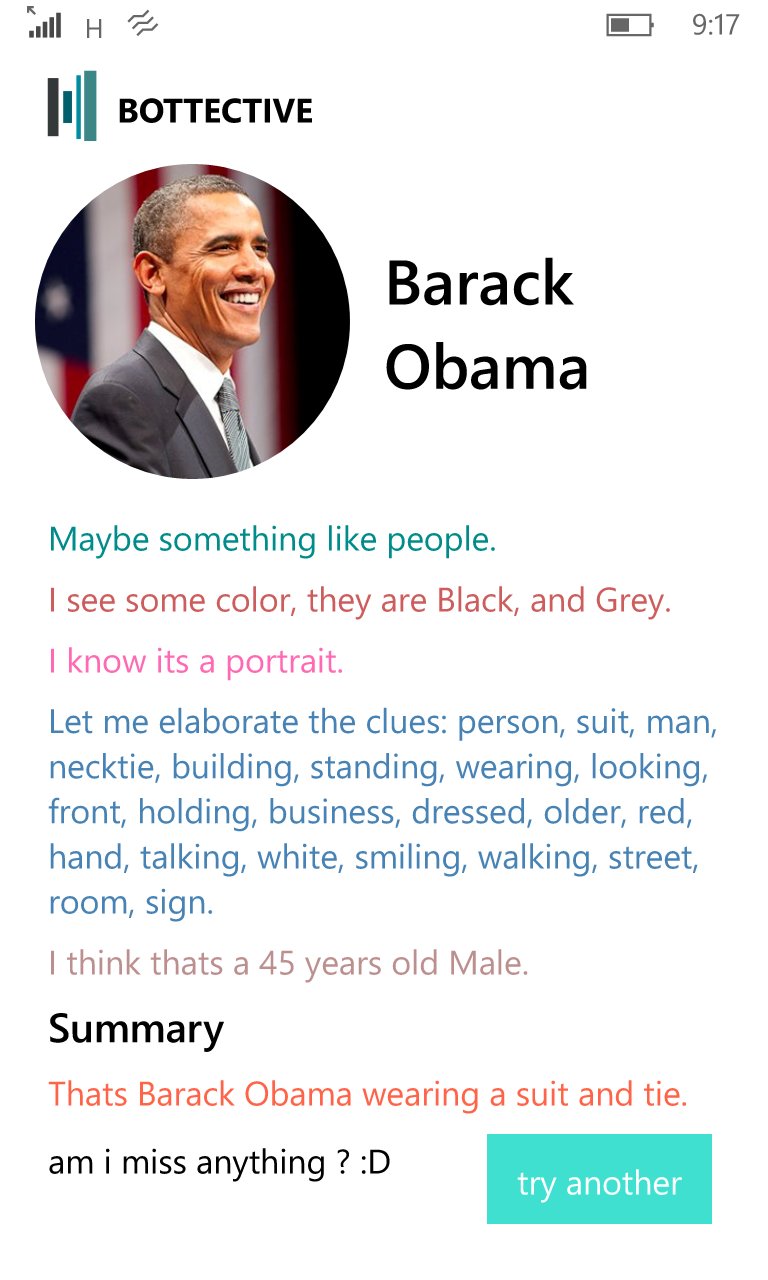 H
9:17
BOTTECTIVE
Barack
Obama
Maybe something like people.
I see some color, they are Black, and Grey.
I know its a portrait.
Let me elaborate the clues: person, suit, man,
necktie, building, standing, wearing, looking,
front, holding, business, dressed, older, red,
hand, talking, white, smiling, walking, street,
room, sign.
I think thats a 45 years old Male.
Summary
Thats Barack Obama wearing a suit and tie.
am i miss anything ? :D
try another